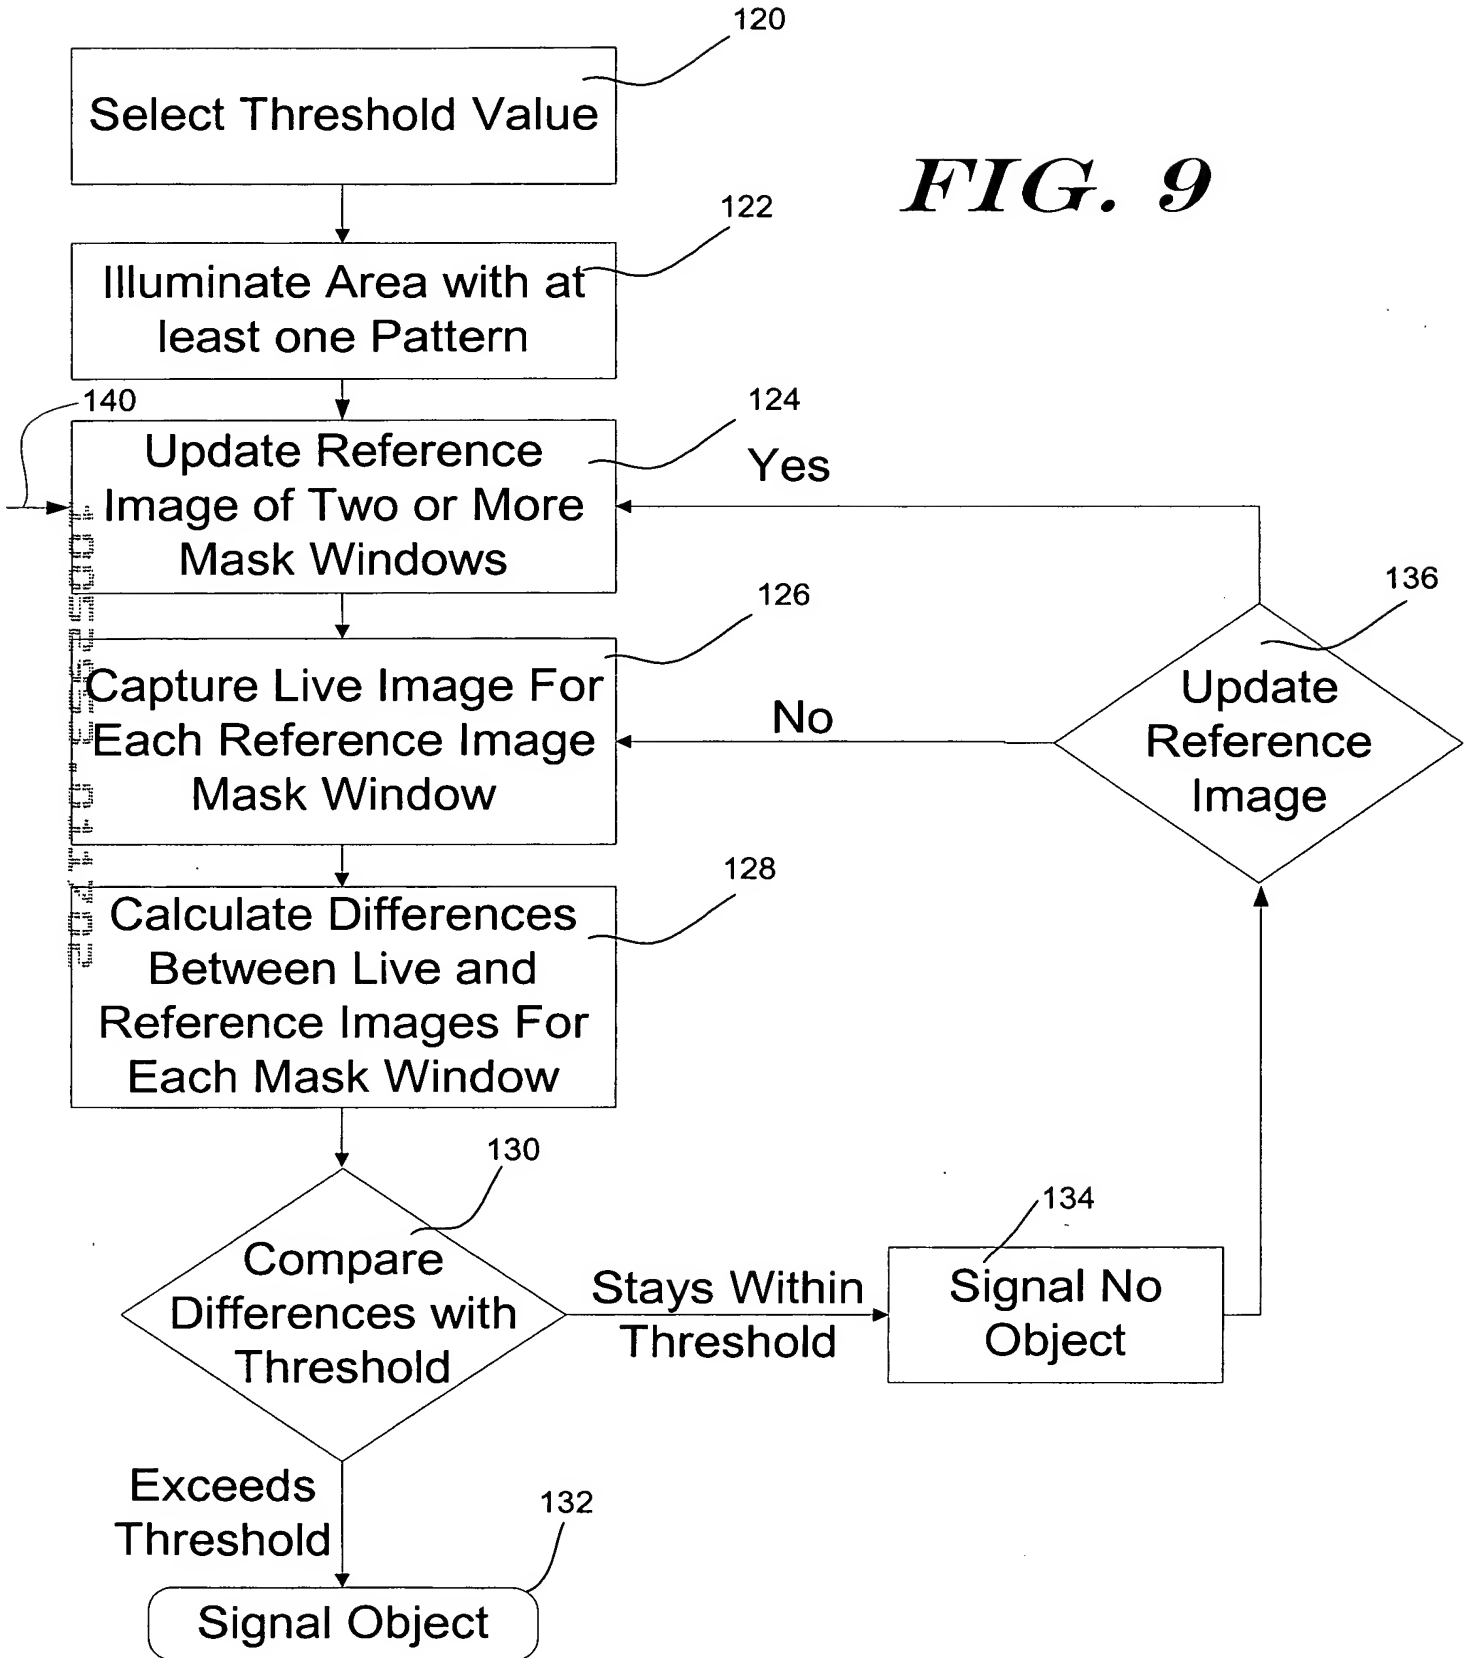 120
Select Threshold Value
FIG. 9
122
Illuminate Area with at
least one Pattern
140
124
Update Reference
Image of Two or More
Mask Windows
Yes
126
136
Capture Live Image For
Each Reference Image
Mask Window
No
Update
Reference
Image
128
Calculate Differences
Between Live and
Reference Images For
Each Mask Window
130
Compare
Differences with
Threshold
Stays Within
Threshold
134
Signal No
Object
Exceeds
Threshold
132
Signal Object